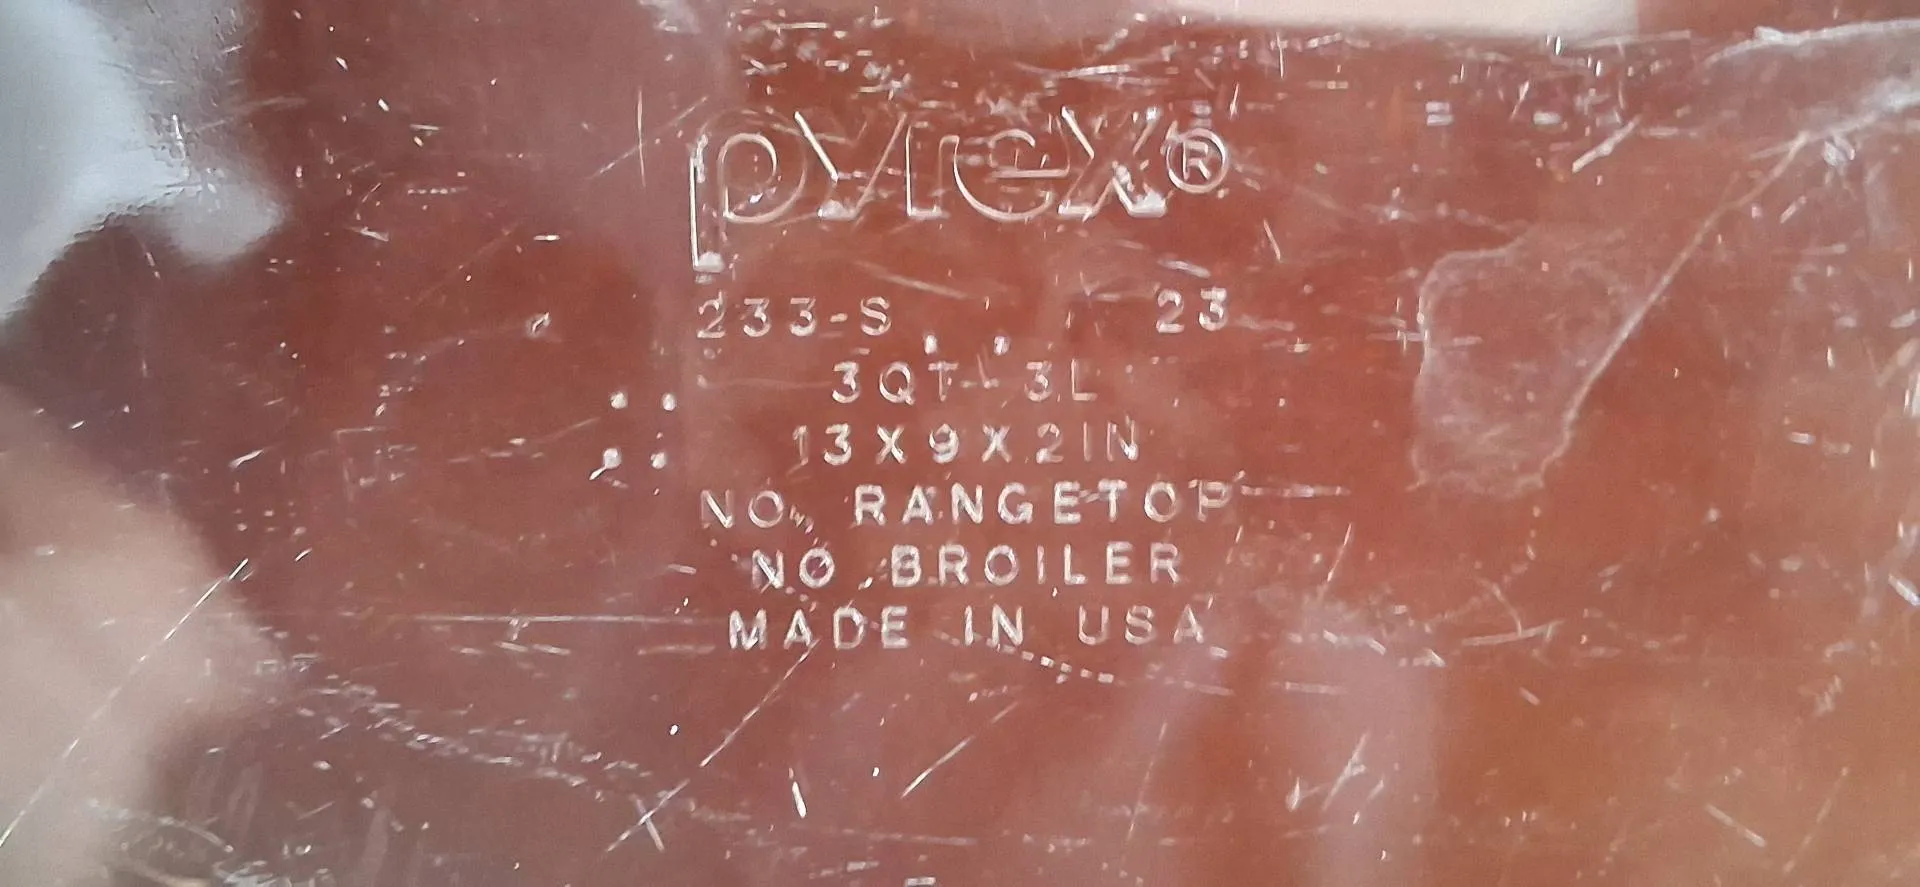 pyrex®
233-S 23
3QT-3L
13X9X2IN
NO RANGETOP
NO BROILER
MADE IN USA